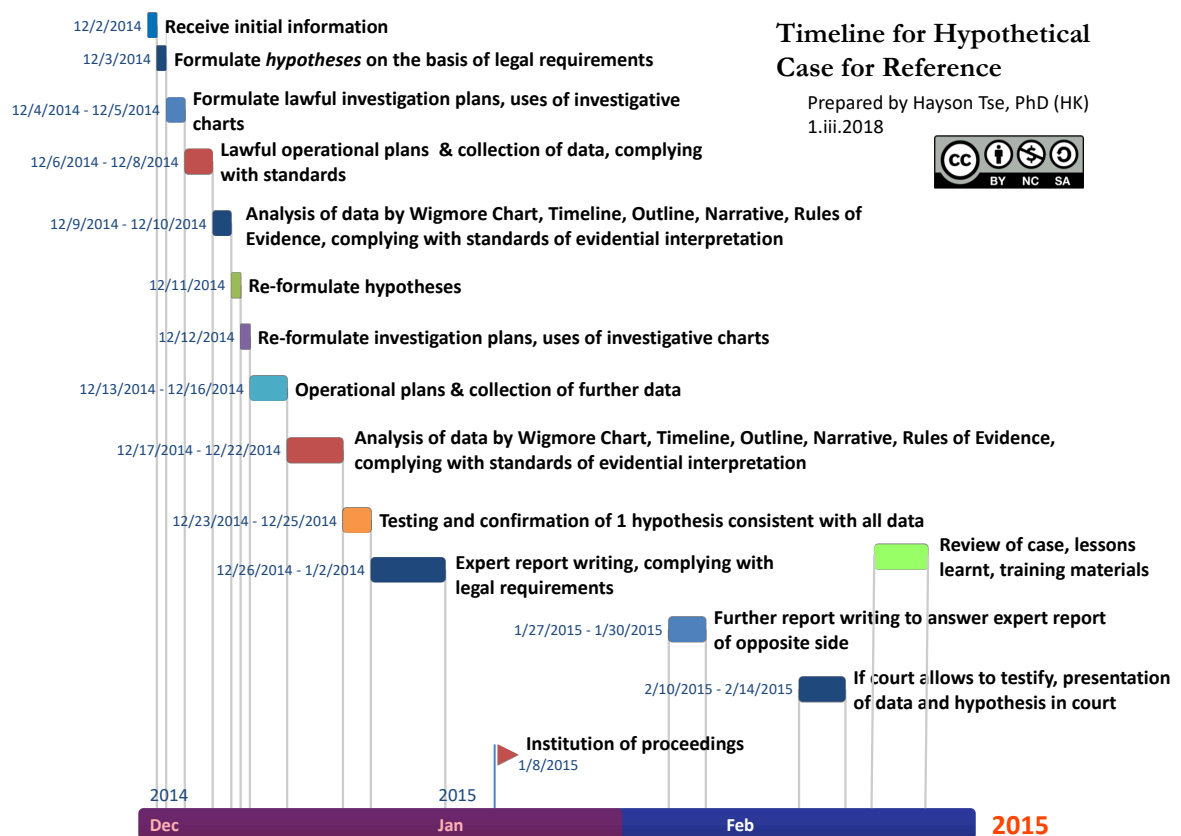 Timeline for Hypothetical
Case for Reference
Prepared by Hayson Tse, PhD (HK)
1.iii.2018
CC
BY NC SA
12/2/2014 Receive initial information
12/3/2014 Formulate hypotheses on the basis of legal requirements
12/4/2014 - 12/5/2014 Formulate lawful investigation plans, uses of investigative
charts
12/6/2014 - 12/8/2014 Lawful operational plans & collection of data, complying
with standards
12/9/2014 - 12/10/2014 Analysis of data by Wigmore Chart, Timeline, Outline, Narrative, Rules of
Evidence, complying with standards of evidential interpretation
12/11/2014 Re-formulate hypotheses
12/12/2014 Re-formulate investigation plans, uses of investigative charts
12/13/2014 - 12/16/2014 Operational plans & collection of further data
12/17/2014 - 12/22/2014 Analysis of data by Wigmore Chart, Timeline, Outline, Narrative, Rules of Evidence,
complying with standards of evidential interpretation
12/23/2014 - 12/25/2014 Testing and confirmation of 1 hypothesis consistent with all data
12/26/2014 - 1/2/2014 Expert report writing, complying with
legal requirements
Review of case, lessons
learnt, training materials
1/27/2015 - 1/30/2015 Further report writing to answer expert report
of opposite side
2/10/2015 - 2/14/2015 If court allows to testify, presentation
of data and hypothesis in court
Institution of proceedings
1/8/2015
2014 2015
Dec Jan Feb 2015